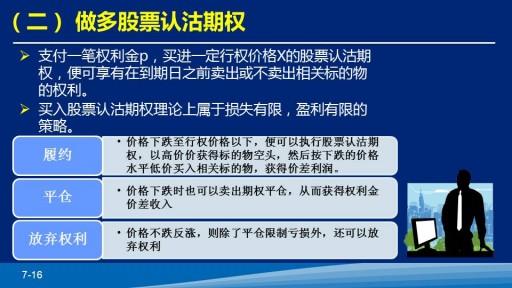 （二） 做多股票认沽期权
➢ 支付一笔权利金p，买进一定行权价格X的股票认沽期
权，便可享有在到期日之前卖出或不卖出相关标的物
的权利。
➢ 买入股票认沽期权理论上属于损失有限，盈利有限的
策略。
履约
• 价格下跌至行权价格以下，便可以执行股票认沽期
权，以高价价获得标的物空头，然后按下跌的价格
水平低价买入相关标的物，获得价差利润。
平仓
• 价格下跌时也可以卖出期权平仓，从而获得权利金
价差收入
放弃权利
• 价格不跌反涨，则除了平仓限制亏损外，还可以放
弃权利
7-16